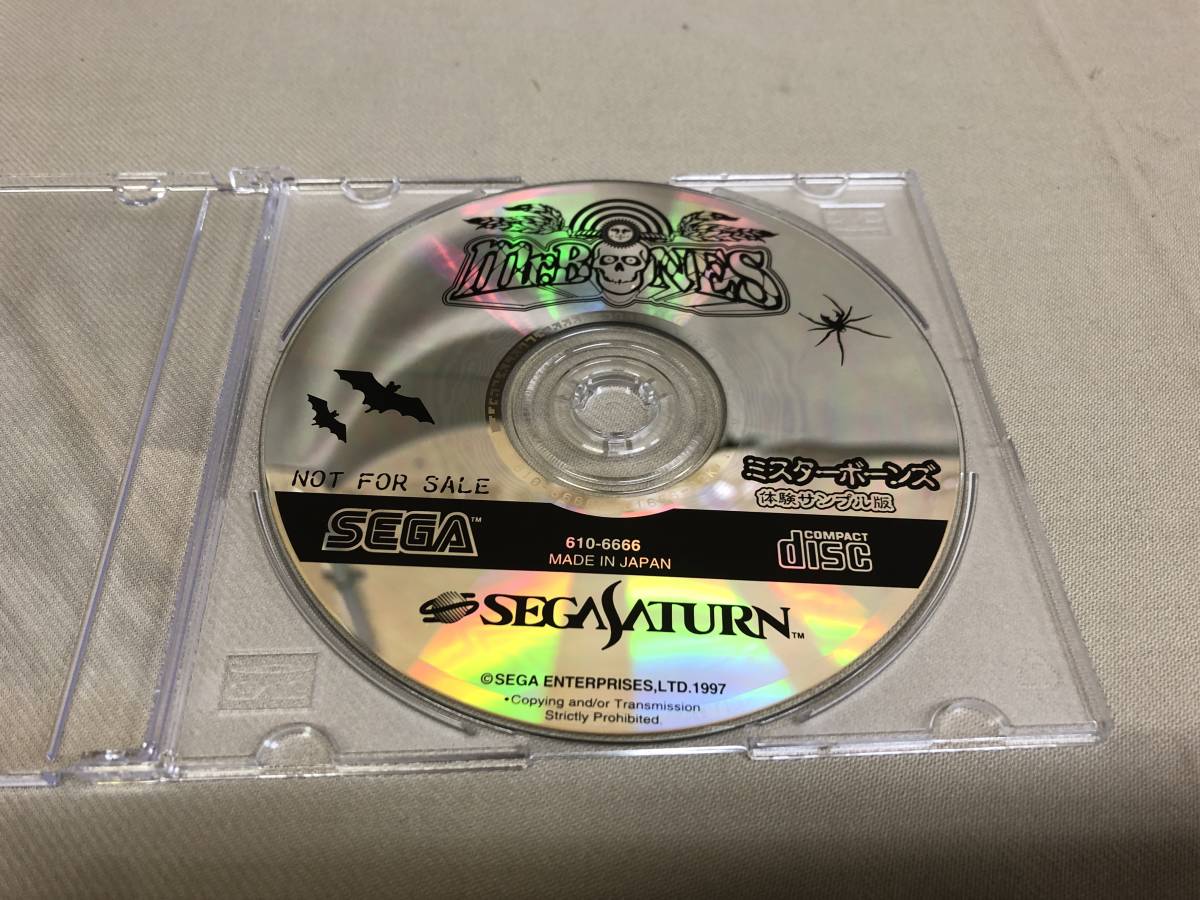 Mr.BONES
NOT FOR SALE
ミスターボーンズ
体験サンプル版
SEGA™
610-6666
MADE IN JAPAN
COMPACT
disc
SEGA SATURN™
©SEGA ENTERPRISES,LTD.1997
•Copying and/or Transmission
Strictly Prohibited.